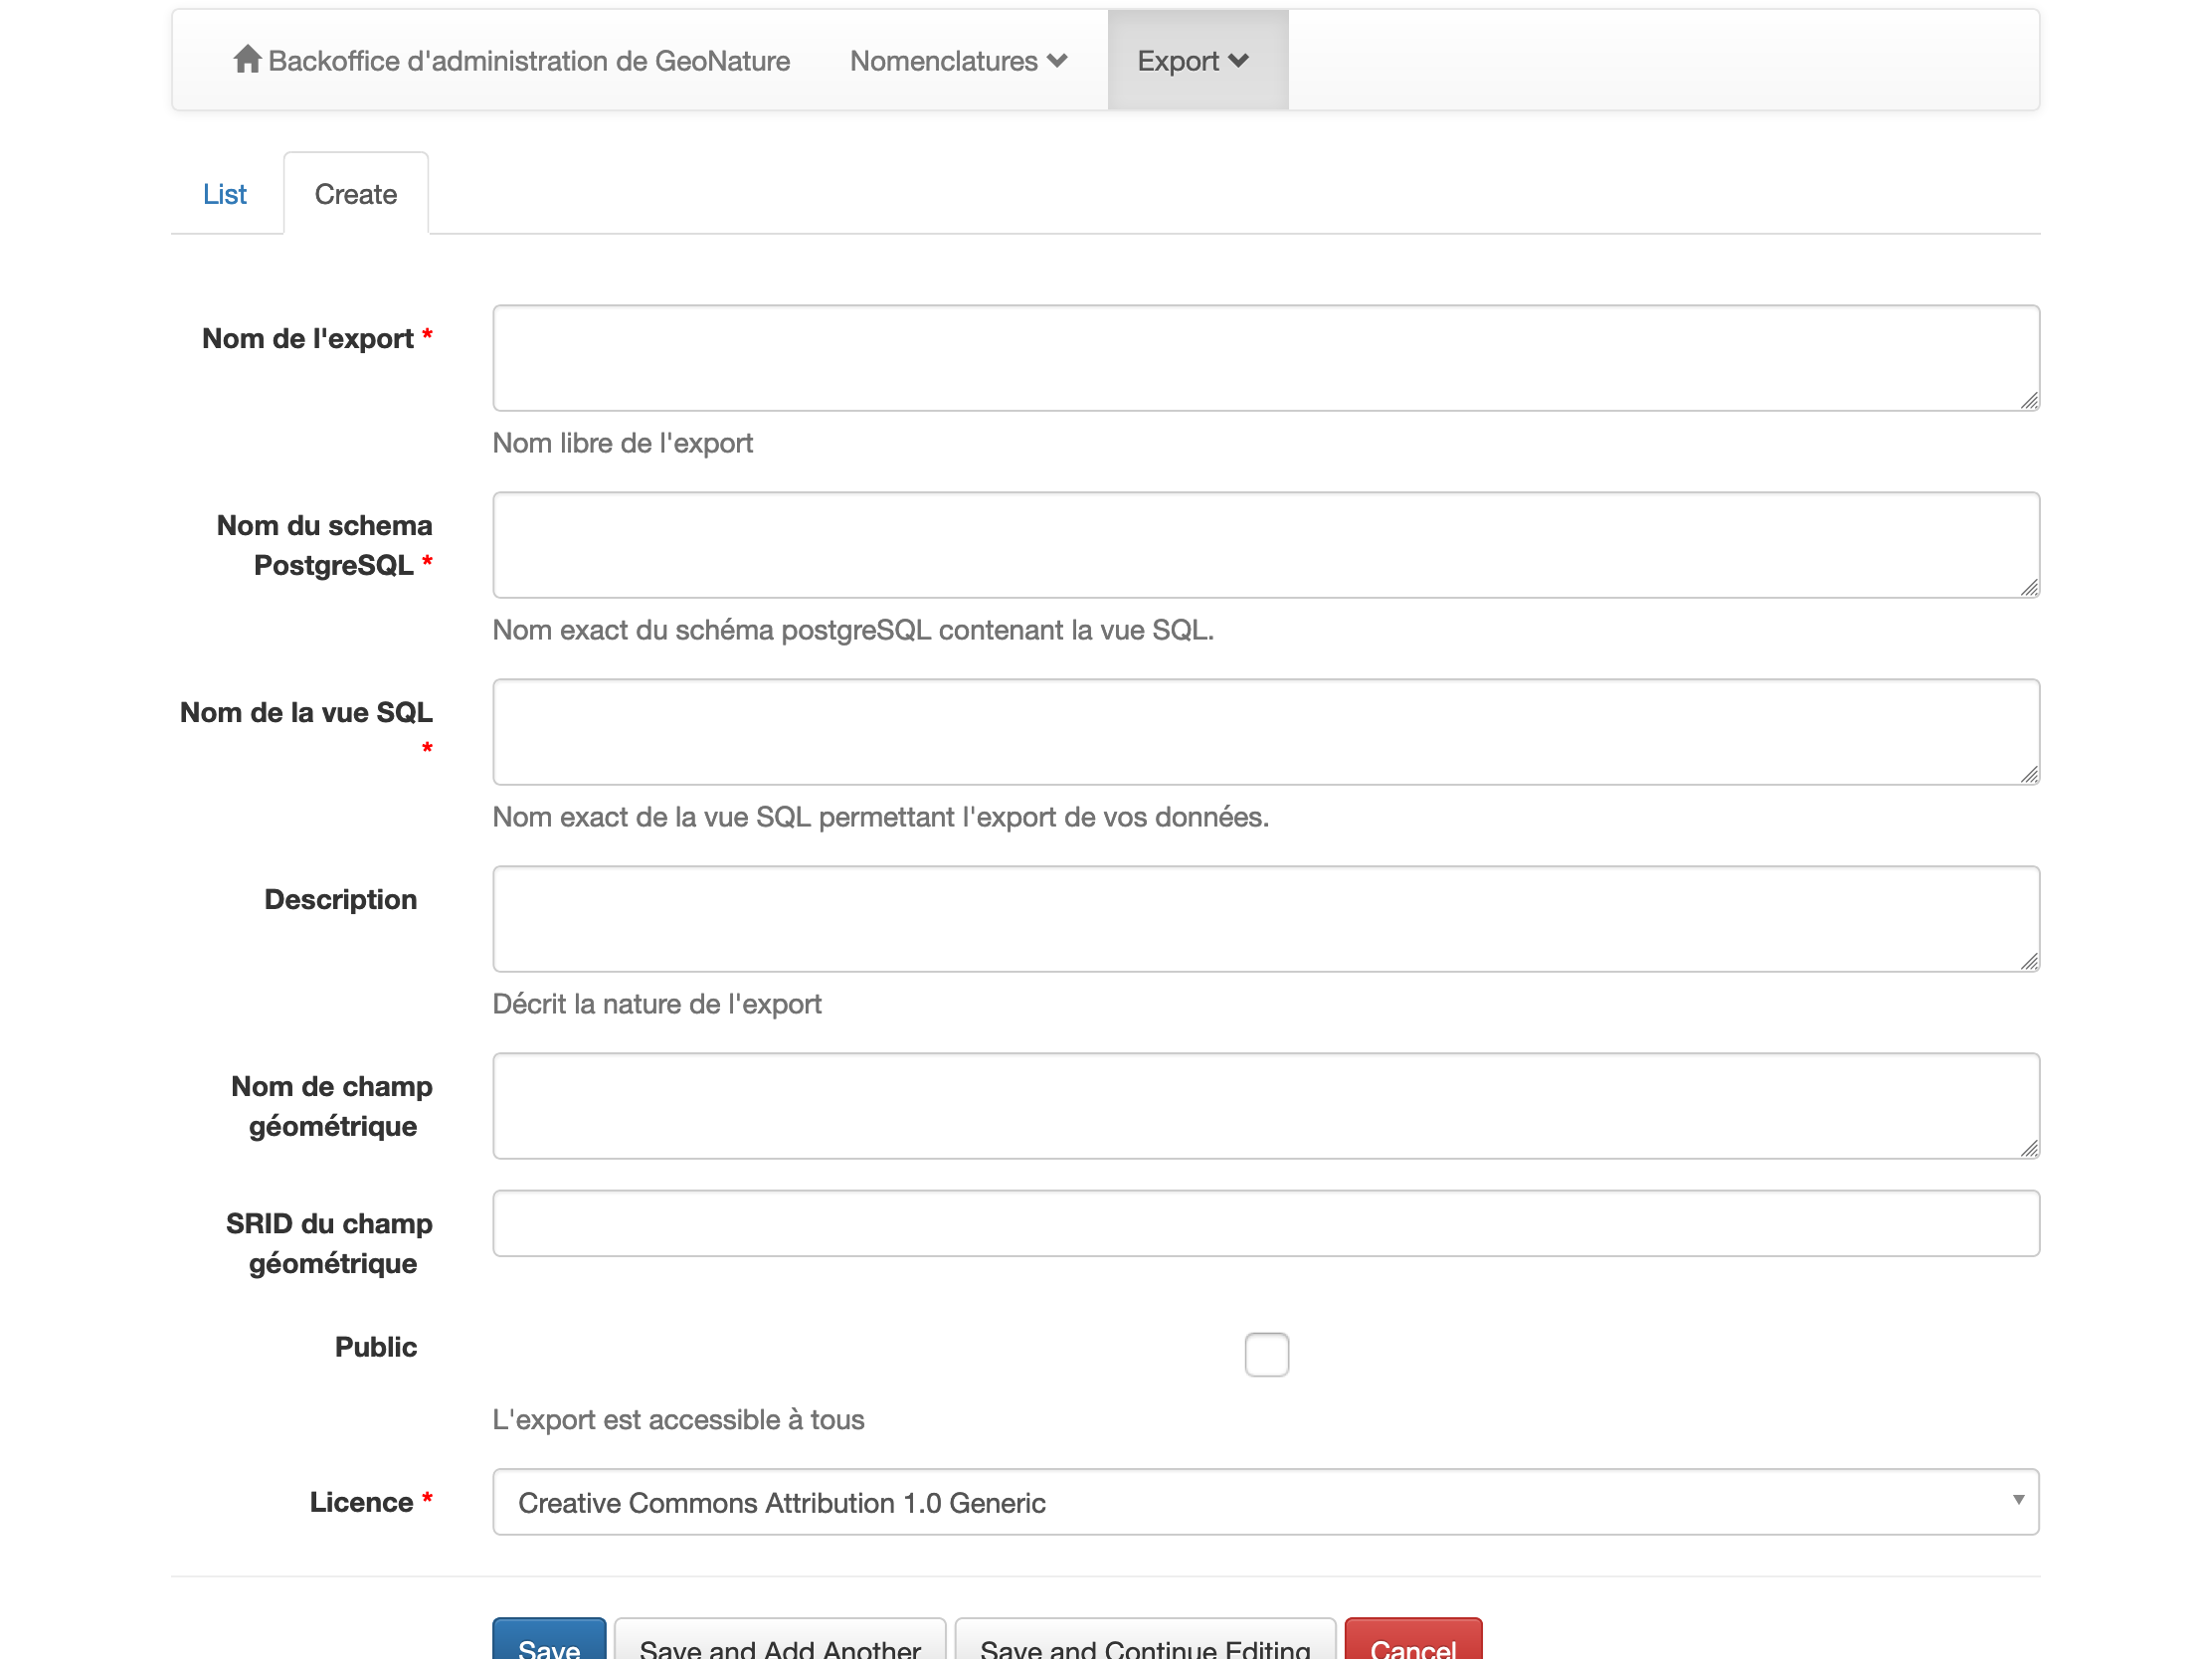 Backoffice d'administration de GeoNature Nomenclatures Export
List Create
Nom de l'export *
Nom libre de l'export
Nom du schema
PostgreSQL *
Nom exact du schéma postgreSQL contenant la vue SQL.
Nom de la vue SQL
*
Nom exact de la vue SQL permettant l'export de vos données.
Description
Décrit la nature de l'export
Nom de champ
géométrique
SRID du champ
géométrique
Public
L'export est accessible à tous
Licence * Creative Commons Attribution 1.0 Generic
Save Save and Add Another Save and Continue Editing Cancel